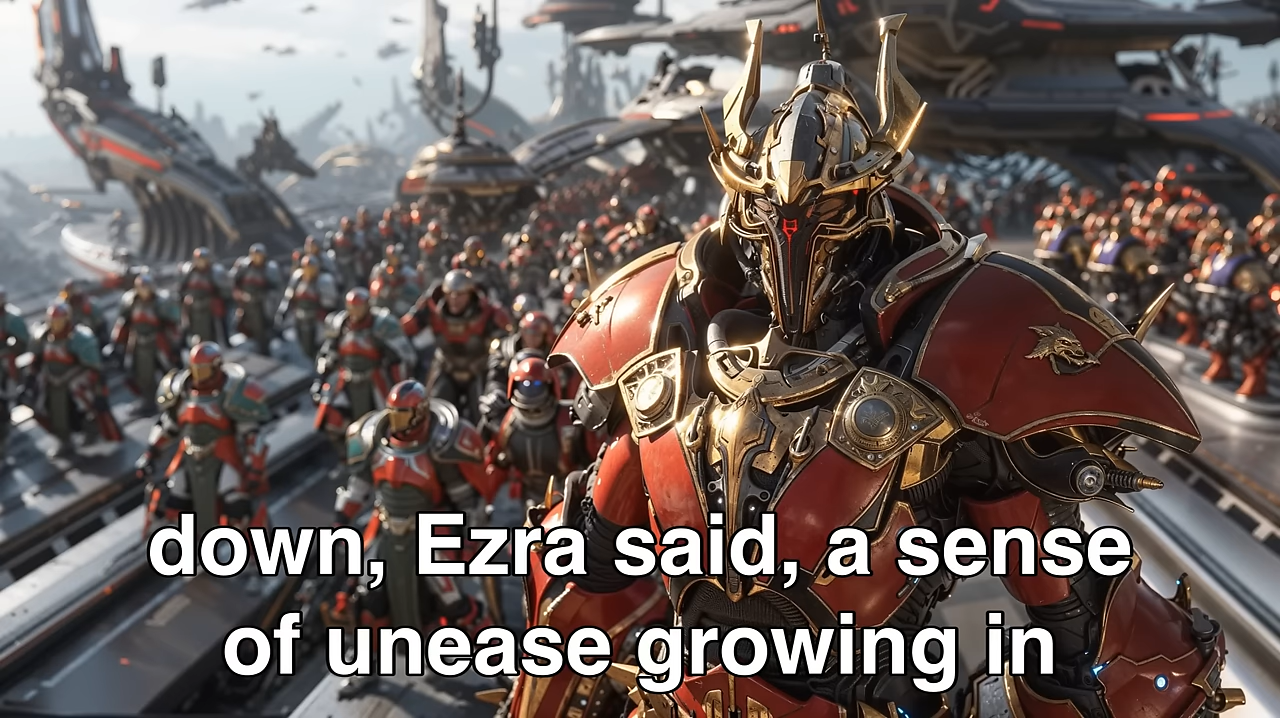 down, Ezra said, a sense
of unease growing in